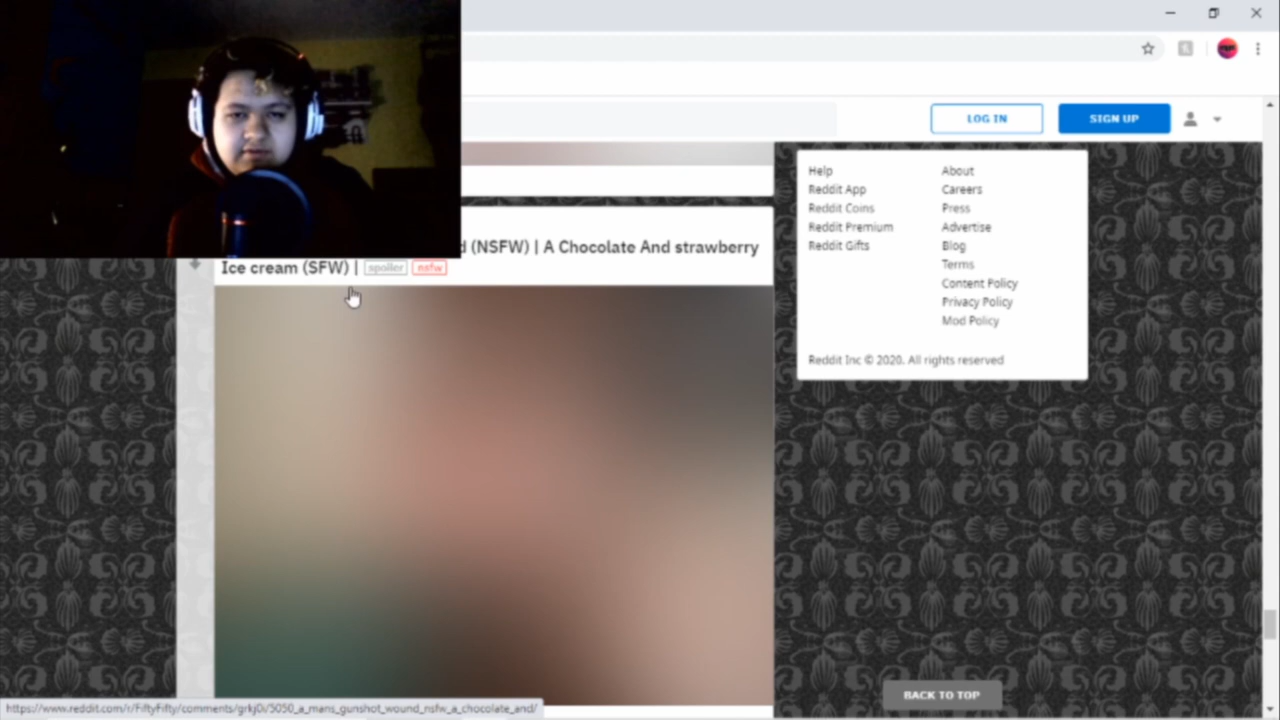 LOG IN
SIGN UP
Help
About
Reddit App
Careers
Reddit Coins
Press
Reddit Premium
Advertise
Reddit Gifts
Blog
Terms
Content Policy
Privacy Policy
Mod Policy
Reddit Inc © 2020. All rights reserved
d (NSFW) | A Chocolate And strawberry
Ice cream (SFW) | spoiler nsfw
BACK TO TOP
https://www.reddit.com/r/FiftyFifty/comments/grkj0i/5050_a_mans_gunshot_wound_nsfw_a_chocolate_and/